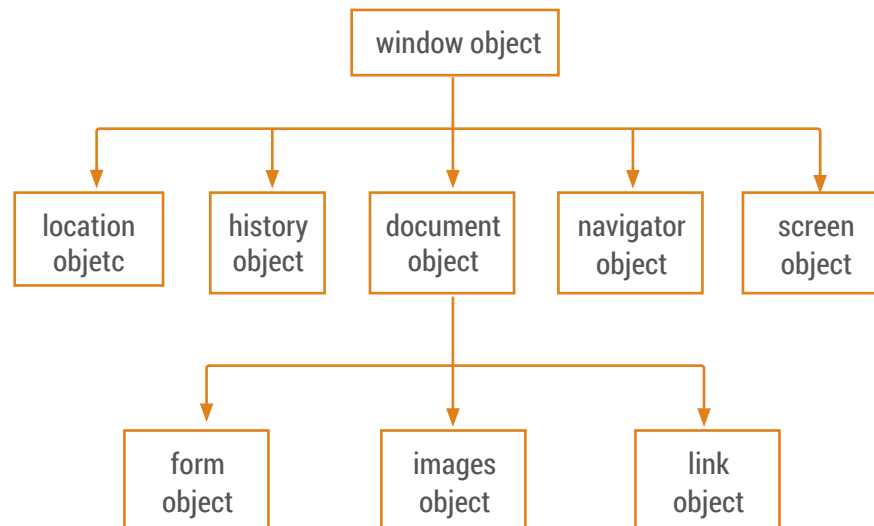 window object
location
objetc
history
object
document
object
navigator
object
screen
object
form
object
images
object
link
object